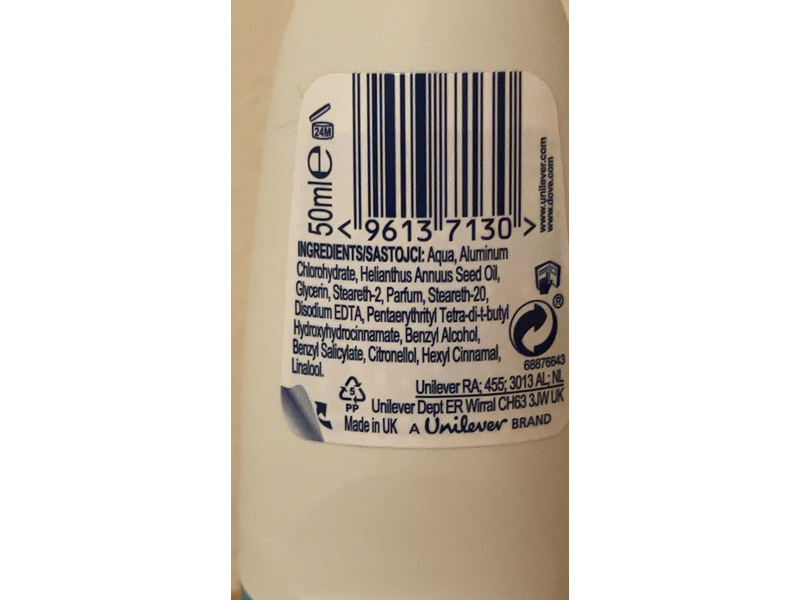 24M
50ml e
< 9613 7130 >
www.unilever.com
www.dove.com
INGREDIENTS/SASTOJCI: Aqua, Aluminum
Chlorohydrate, Helianthus Annuus Seed Oil,
Glycerin, Steareth-2, Parfum, Steareth-20,
Disodium EDTA, Pentaerythrityl Tetra-di-t-butyl
Hydroxyhydrocinnamate, Benzyl Alcohol,
Benzyl Salicylate, Citronellol, Hexyl Cinnamal,
Linalool.
®
68876643
5
PP
Unilever RA; 455; 3013 AL; NL
Unilever Dept ER Wirral CH63 3JW UK
Made in UK A Unilever BRAND